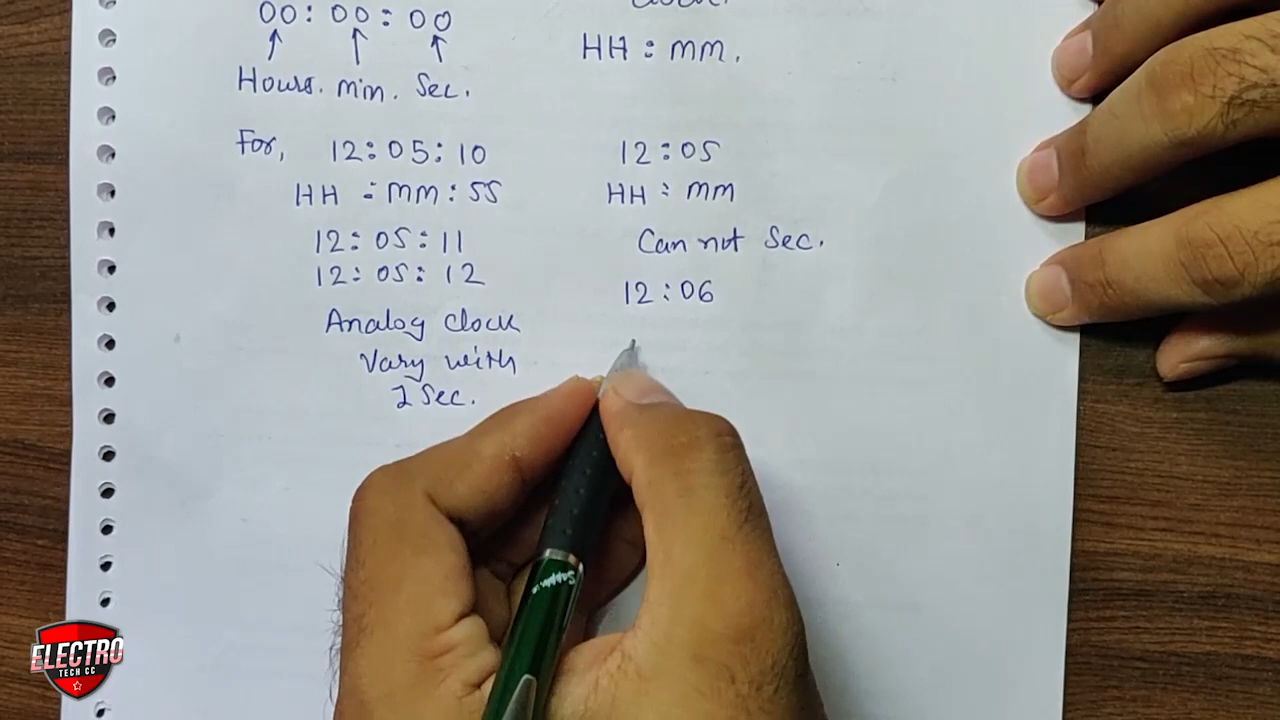 00 : 00 : 00
Hours. min. Sec.
HH : mm.
For, 12 : 05 : 10
HH : mm : SS
12 : 05 : 11
12 : 05 : 12
Analog clock
Vary with
1 Sec.
12 : 05
HH : mm
Can not Sec.
12 : 06
ELECTRO
TECH CC